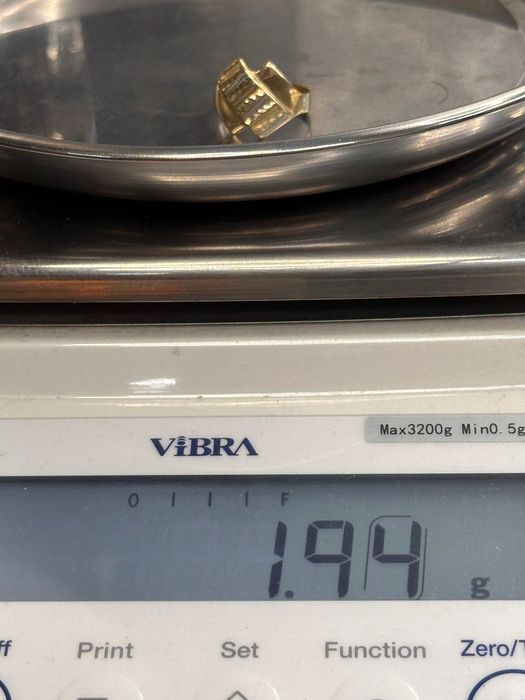 ViBRA
Max3200g Min0.5g
0 F
1.94 g
ff Print Set Function Zero/T